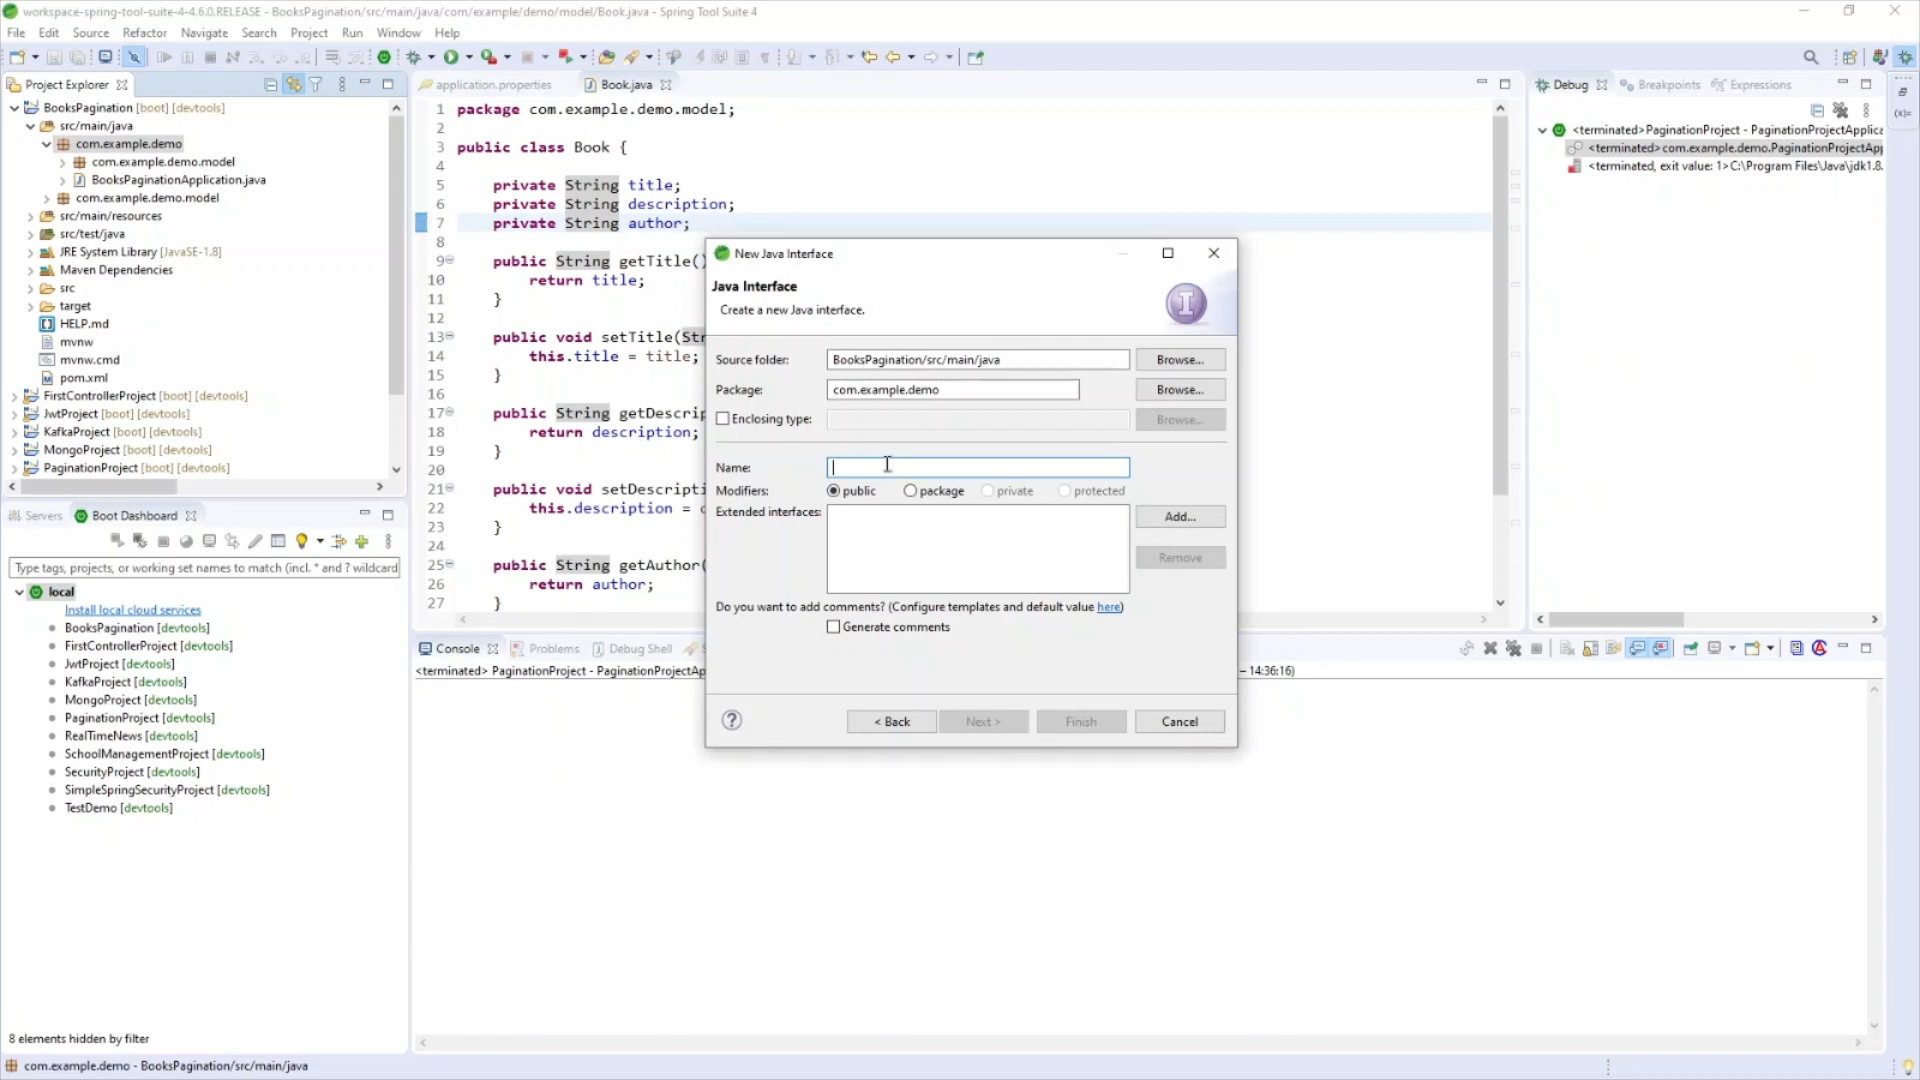 workspace-spring-tool-suite-4-4.6.0.RELEASE - BooksPagination/src/main/java/com/example/demo/model/Book.java - Spring Tool Suite 4
File Edit Source Refactor Navigate Search Project Run Window Help
Project Explorer
BooksPagination [boot] [devtools]
src/main/java
com.example.demo
com.example.demo.model
BooksPaginationApplication.java
com.example.demo.model
src/main/resources
src/test/java
JRE System Library [JavaSE-1.8]
Maven Dependencies
src
target
HELP.md
mvnw
mvnw.cmd
pom.xml
FirstControllerProject [boot] [devtools]
JwtProject [boot] [devtools]
KafkaProject [boot] [devtools]
MongoProject [boot] [devtools]
PaginationProject [boot] [devtools]
Servers Boot Dashboard
Type tags, projects, or working set names to match (incl. * and ? wildcard
local
Install local cloud services
BooksPagination [devtools]
FirstControllerProject [devtools]
JwtProject [devtools]
KafkaProject [devtools]
MongoProject [devtools]
PaginationProject [devtools]
RealTimeNews [devtools]
SchoolManagementProject [devtools]
SecurityProject [devtools]
SimpleSpringSecurityProject [devtools]
TestDemo [devtools]
8 elements hidden by filter
com.example.demo - BooksPagination/src/main/java
application.properties Book.java
1 package com.example.demo.model;
2
3 public class Book {
4
5 private String title;
6 private String description;
7 private String author;
8
9 public String getTitle()
10 return title;
11 }
12
13 public void setTitle(Str
14 this.title = title;
15 }
16
17 public String getDescrip
18 return description;
19 }
20
21 public void setDescripti
22 this.description = 
23 }
24
25 public String getAuthor(
26 return author;
27 }
New Java Interface
Java Interface
Create a new Java interface.
Source folder: BooksPagination/src/main/java Browse...
Package: com.example.demo Browse...
Enclosing type: Browse...
Name:
Modifiers: public package private protected
Extended interfaces: Add...
Remove
Do you want to add comments? (Configure templates and default value here)
Generate comments
? < Back Next > Finish Cancel
Console Problems Debug Shell
<terminated> PaginationProject - PaginationProjectAp
– 14:36:16)
Debug Breakpoints Expressions
<terminated>PaginationProject - PaginationProjectApplica
<terminated>com.example.demo.PaginationProjectApp
<terminated, exit value: 1>C:\Program Files\Java\jdk1.8.
(x)=